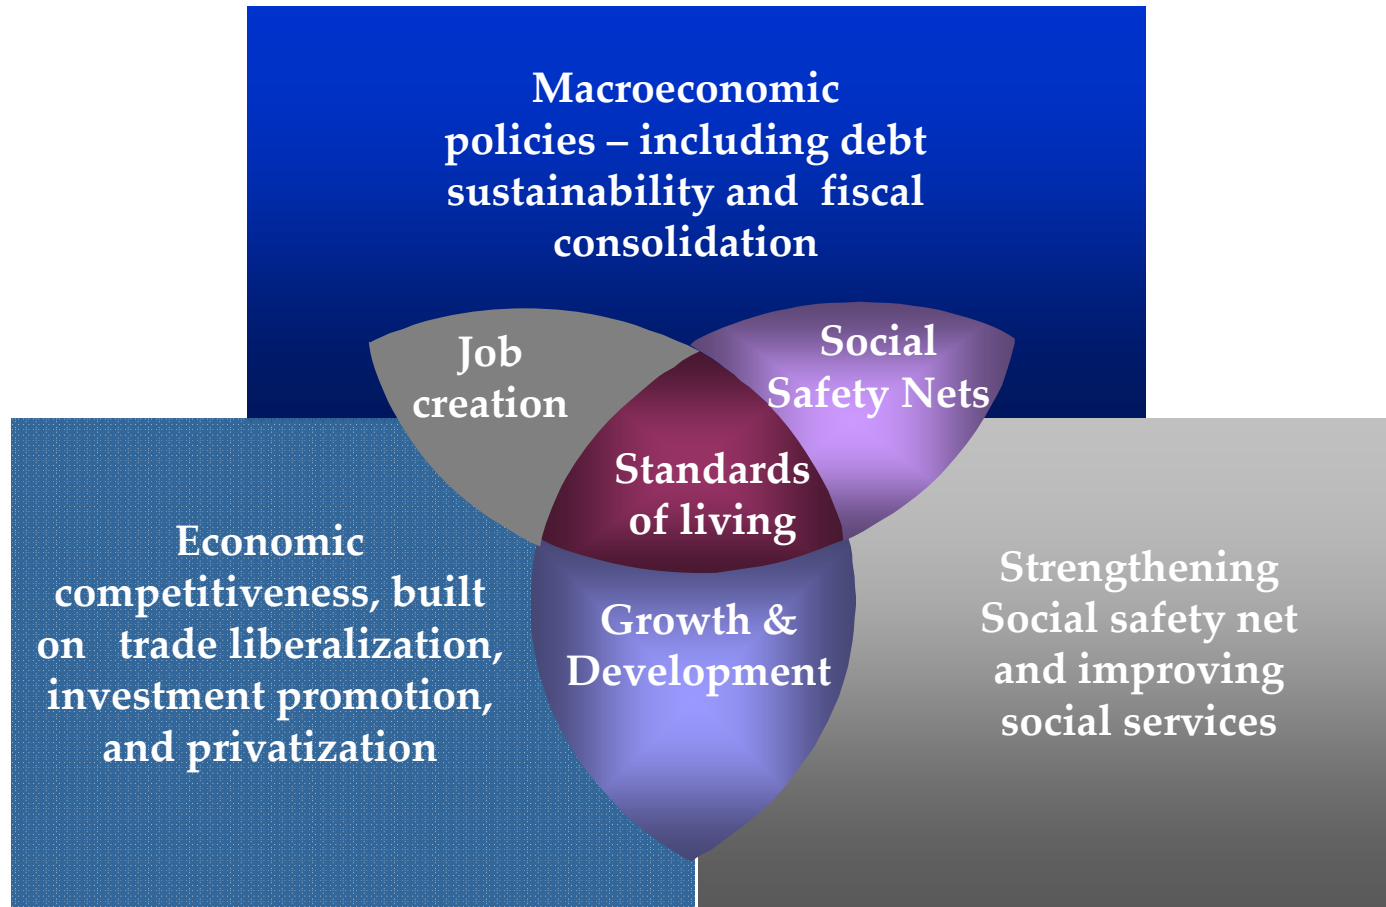 Macroeconomic
policies – including debt
sustainability and fiscal
consolidation
Job
creation
Social
Safety Nets
Standards
of living
Economic
competitiveness, built
on trade liberalization,
investment promotion,
and privatization
Growth &
Development
Strengthening
Social safety net
and improving
social services